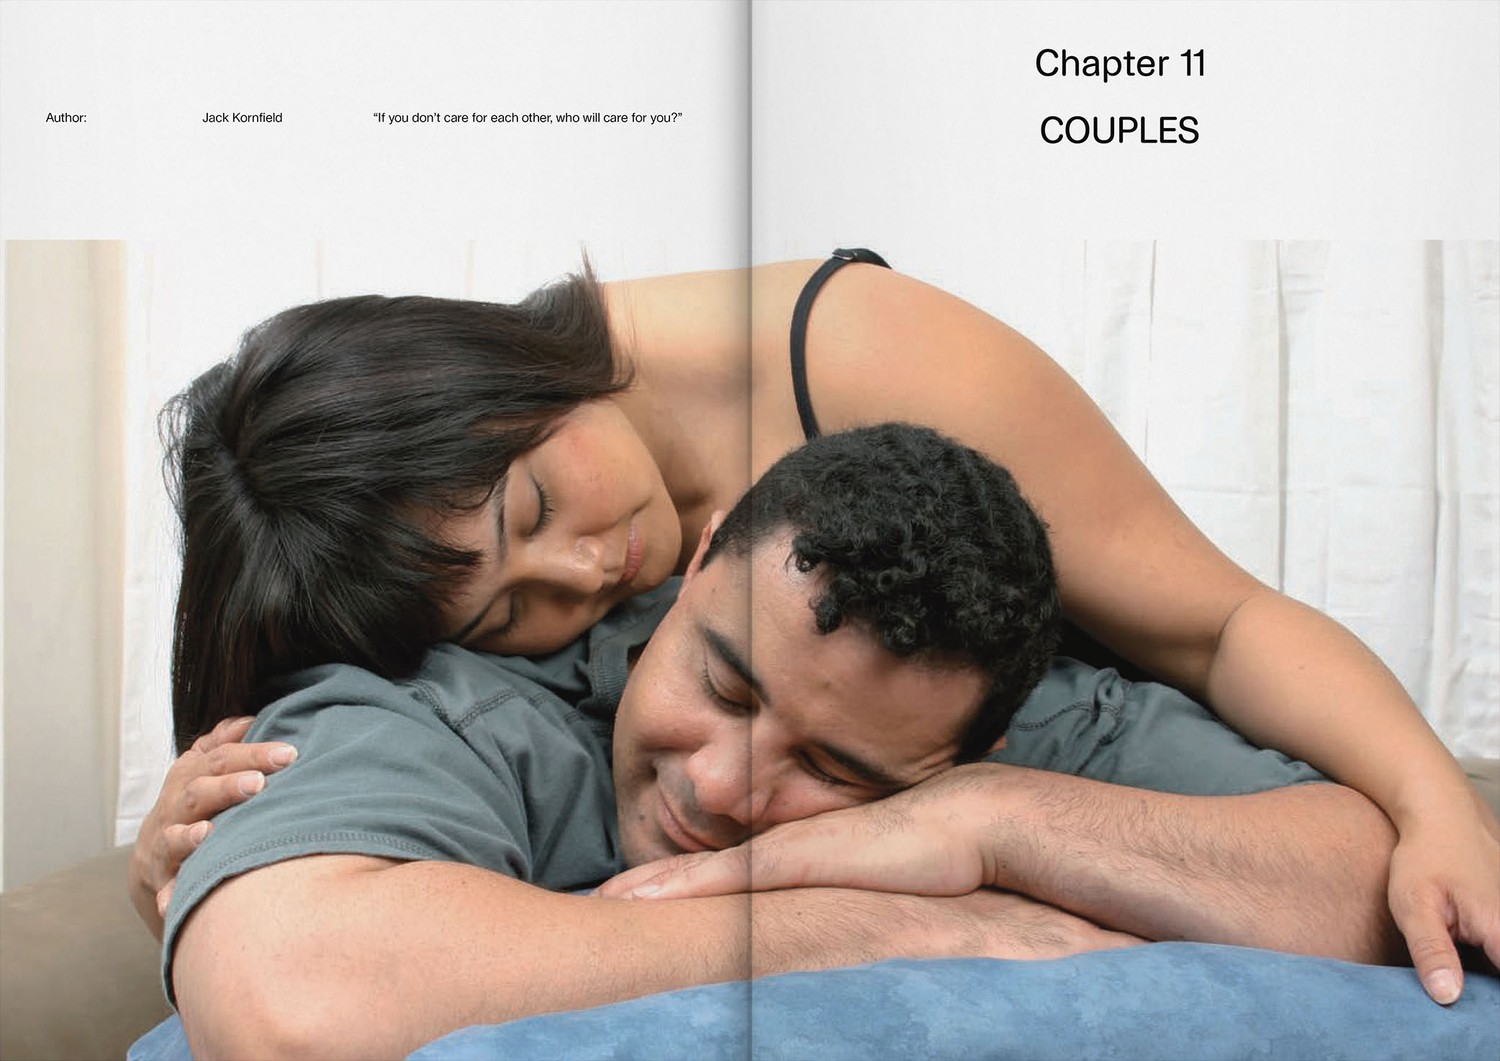 Author:
Jack Kornfield
“If you don’t care for each other, who will care for you?”
Chapter 11
COUPLES